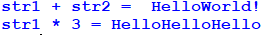 str1 + str2 =  HelloWorld!
str1 * 3 = HelloHelloHello